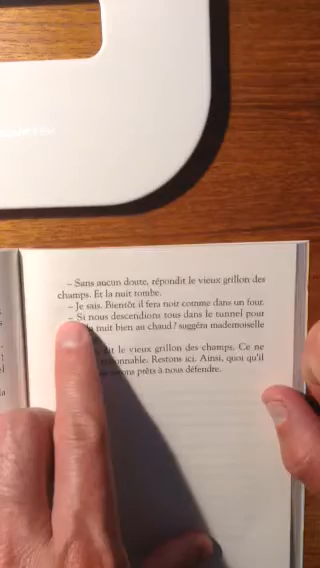 – Sans aucun doute, répondit le vieux grillon des
champs. Et la nuit tombe.
– Je sais. Bientôt il fera noir comme dans un four.
– Si nous descendions tous dans le tunnel pour
la nuit bien au chaud ? suggéra mademoiselle
dit le vieux grillon des champs. Ce ne
Restons ici. Ainsi, quoi qu'il
prêts à nous défendre.